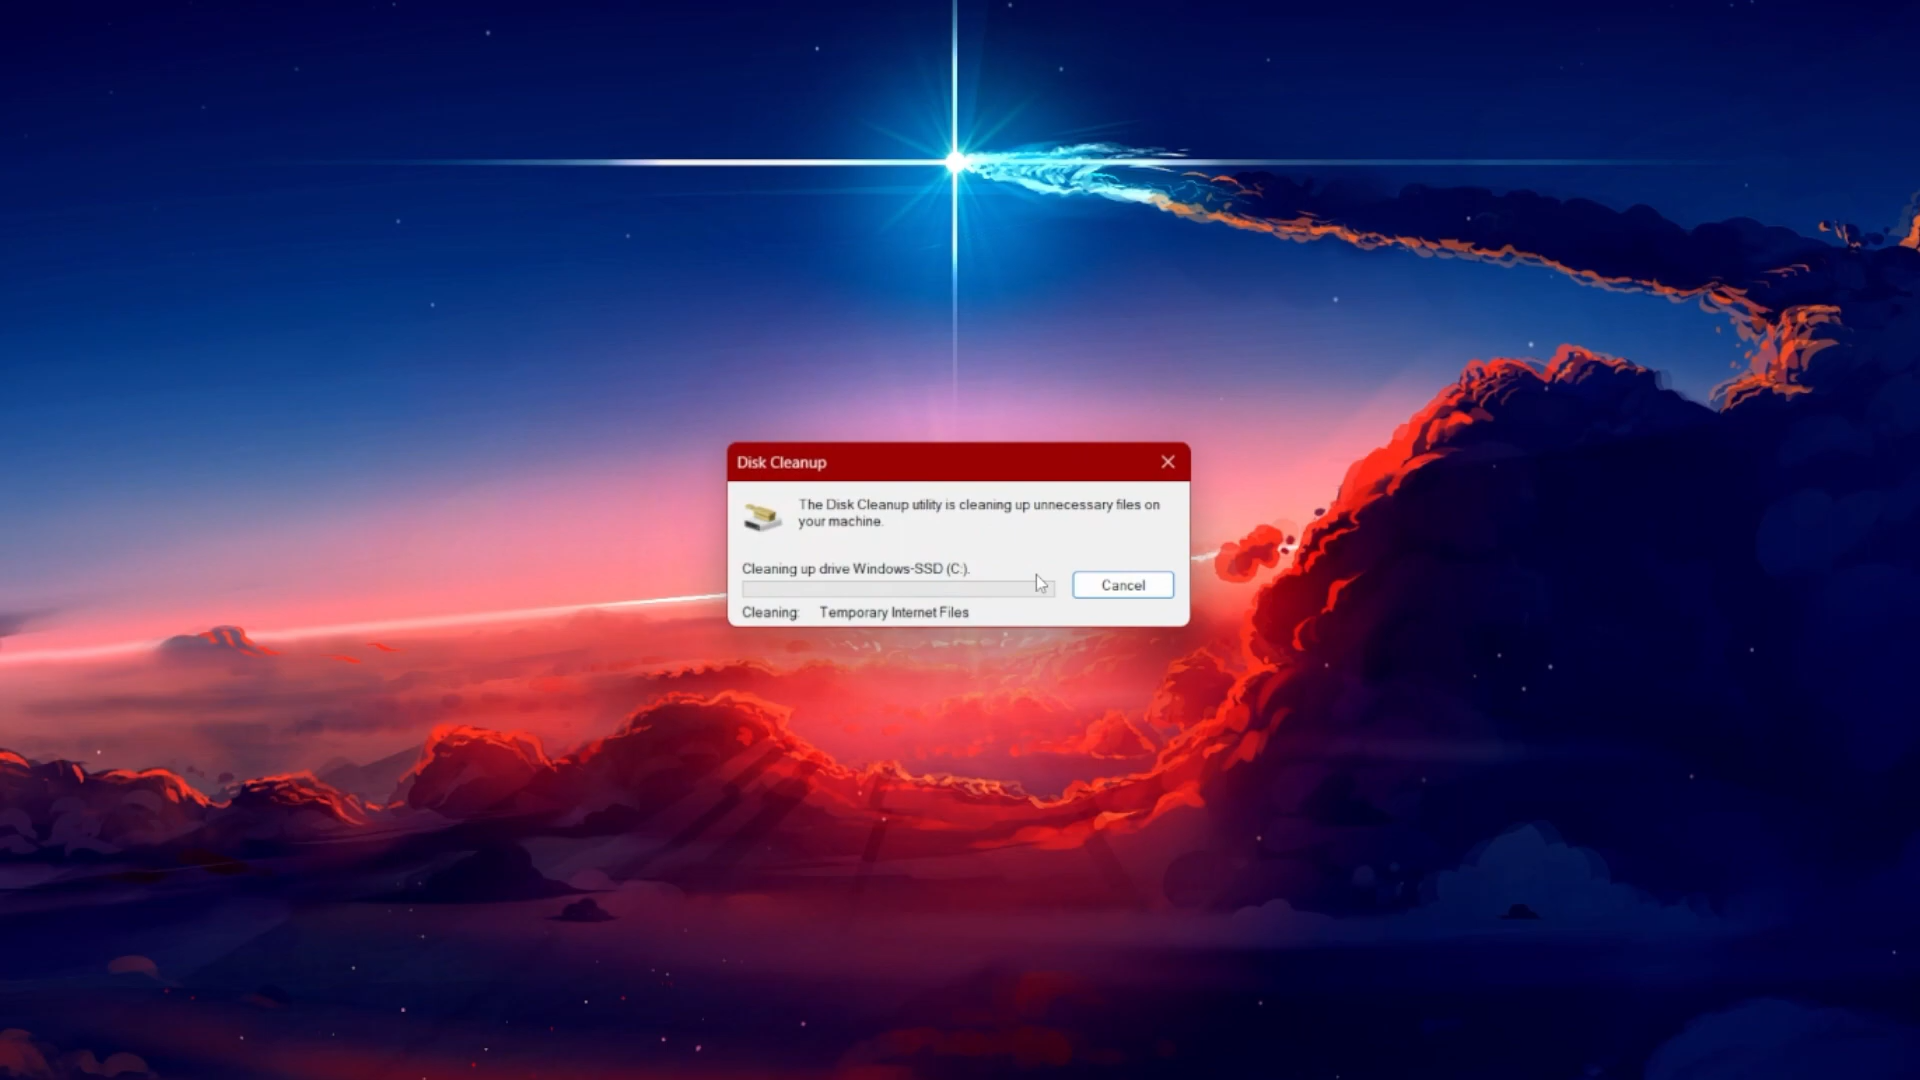 Disk Cleanup
The Disk Cleanup utility is cleaning up unnecessary files on
your machine.
Cleaning up drive Windows-SSD (C:).
Cancel
Cleaning: Temporary Internet Files